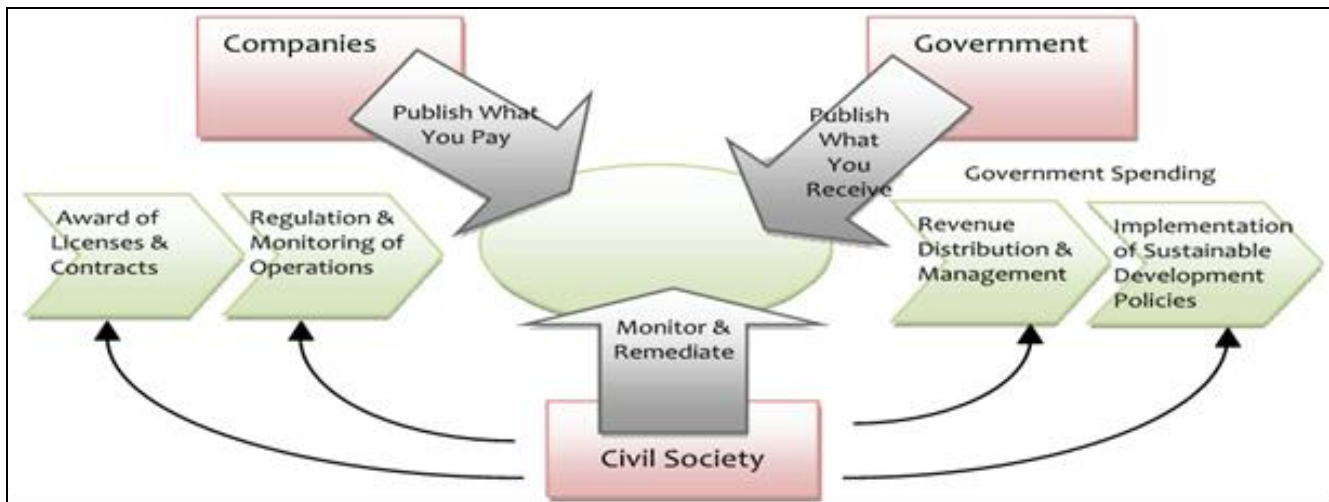 Companies
Government
Publish What
You Pay
Publish
What
You
Receive
Government Spending
Award of
Licenses &
Contracts
Regulation &
Monitoring of
Operations
Revenue
Distribution &
Management
Implementation
of Sustainable
Development
Policies
Monitor &
Remediate
Civil Society